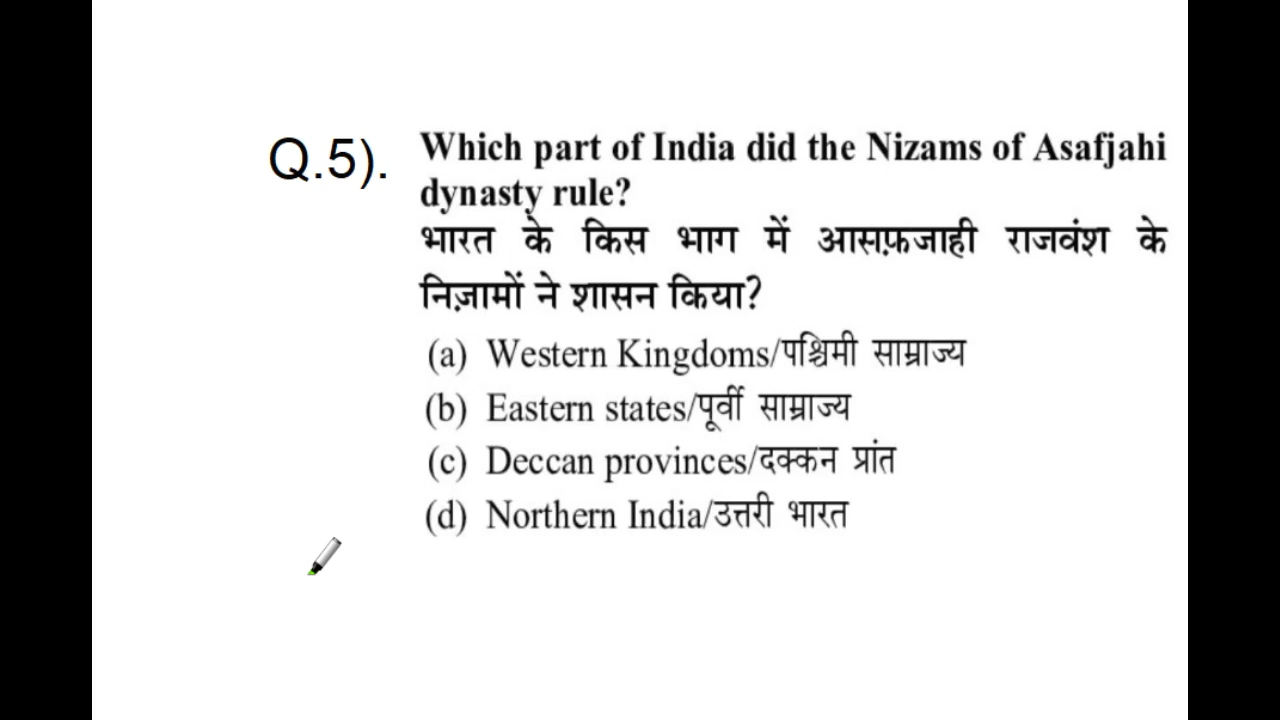 Q.5). Which part of India did the Nizams of Asafjahi
dynasty rule?
भारत के किस भाग में आसफ़जाही राजवंश के
निज़ामों ने शासन किया?
(a) Western Kingdoms/पश्चिमी साम्राज्य
(b) Eastern states/पूर्वी साम्राज्य
(c) Deccan provinces/दक्कन प्रांत
(d) Northern India/उत्तरी भारत